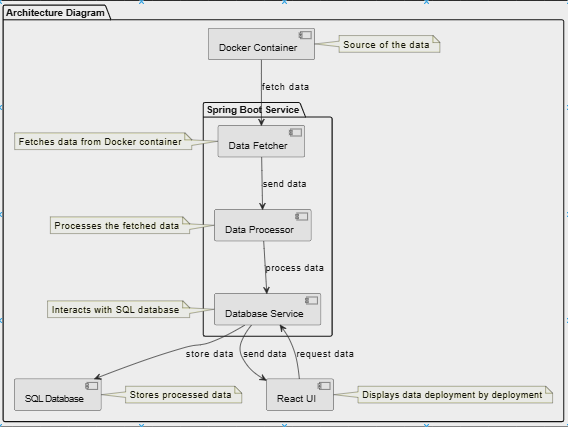 Architecture Diagram
Docker Container
Source of the data
fetch data
Spring Boot Service
Fetches data from Docker container
Data Fetcher
send data
Processes the fetched data
Data Processor
process data
Interacts with SQL database
Database Service
store data
send data
request data
SQL Database
Stores processed data
React UI
Displays data deployment by deployment